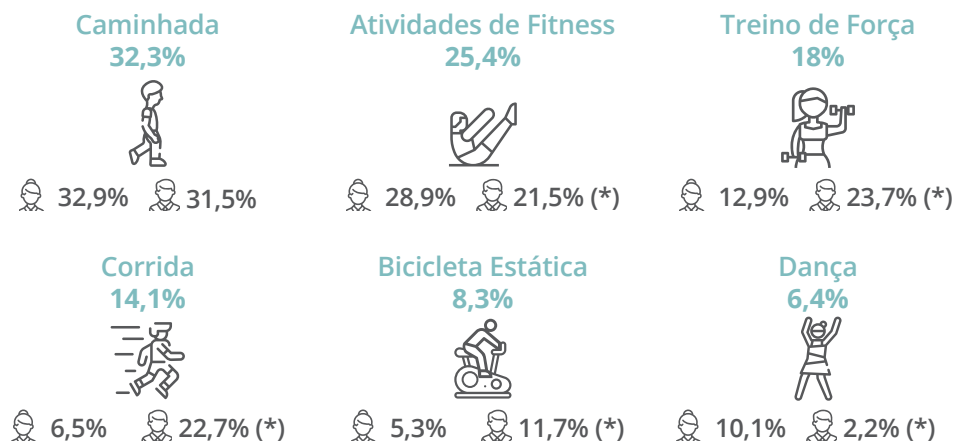 Caminhada
32,3%
32,9% 31,5%
Atividades de Fitness
25,4%
28,9% 21,5% (*)
Treino de Força
18%
12,9% 23,7% (*)
Corrida
14,1%
6,5% 22,7% (*)
Bicicleta Estática
8,3%
5,3% 11,7% (*)
Dança
6,4%
10,1% 2,2% (*)